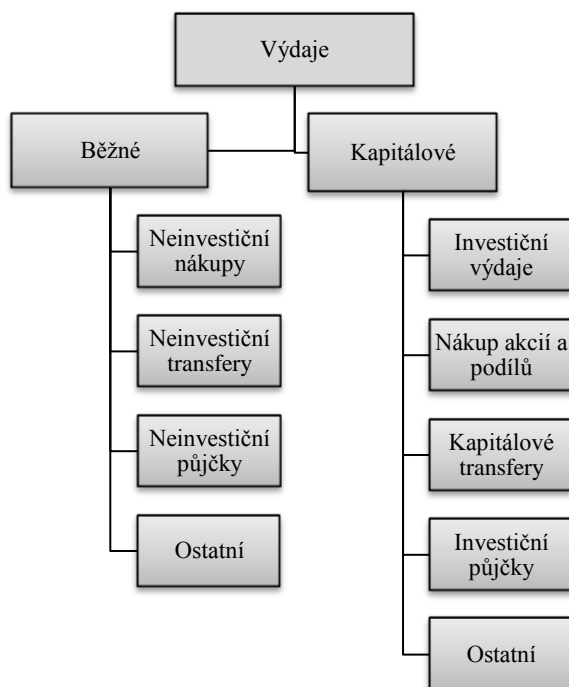 Výdaje
Běžné
Kapitálové
Neinvestiční
nákupy
Neinvestiční
transfery
Neinvestiční
půjčky
Ostatní
Investiční
výdaje
Nákup akcií a
podílů
Kapitálové
transfery
Investiční
půjčky
Ostatní